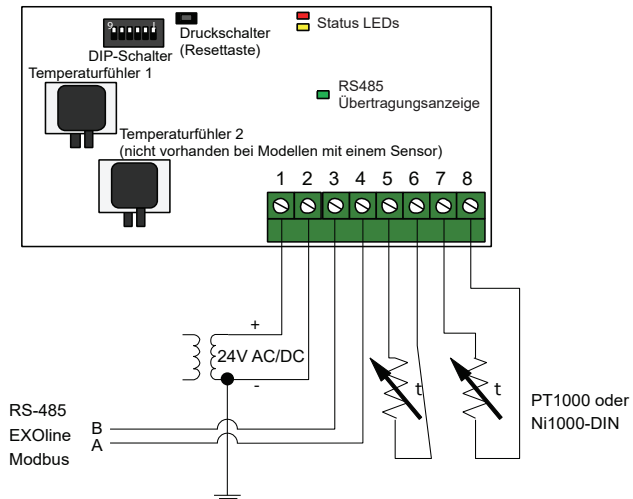 6 1
DIP-Schalter
Druckschalter
(Resettaste)
Status LEDs
Temperaturfühler 1
RS485
Übertragungsanzeige
Temperaturfühler 2
(nicht vorhanden bei Modellen mit einem Sensor)
1 2 3 4 5 6 7 8
+
24V AC/DC
-
t t
PT1000 oder
Ni1000-DIN
RS-485
EXOline
Modbus
B
A